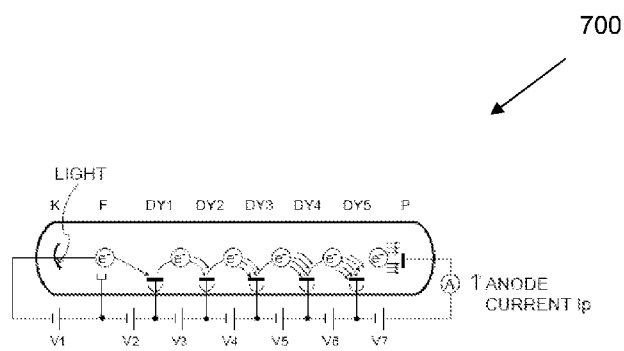 700
LIGHT
K F DY1 DY2 DY3 DY4 DY5 P
e- e- e- e- e- e- e-
A ↑ ANODE
CURRENT Ip
V1 V2 V3 V4 V5 V6 V7